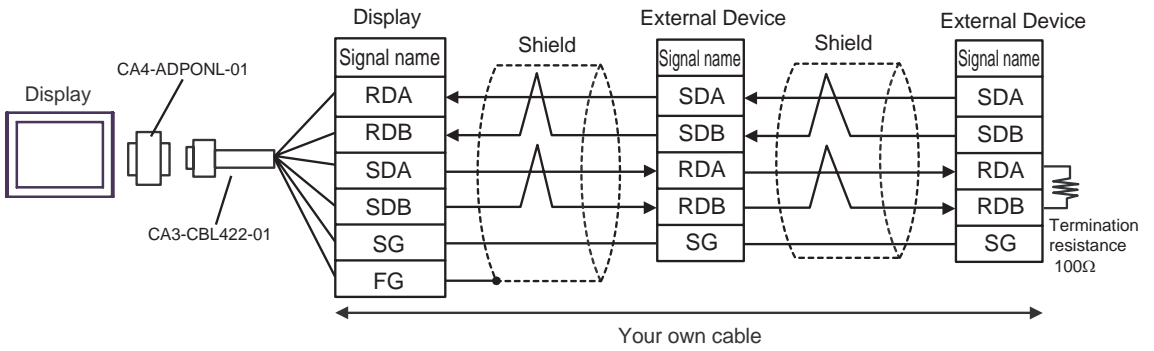 Display
CA4-ADPONL-01
CA3-CBL422-01
Display
Signal name
RDA
RDB
SDA
SDB
SG
FG
Shield
External Device
Signal name
SDA
SDB
RDA
RDB
SG
Shield
External Device
Signal name
SDA
SDB
RDA
RDB
SG
Termination
resistance
100Ω
Your own cable